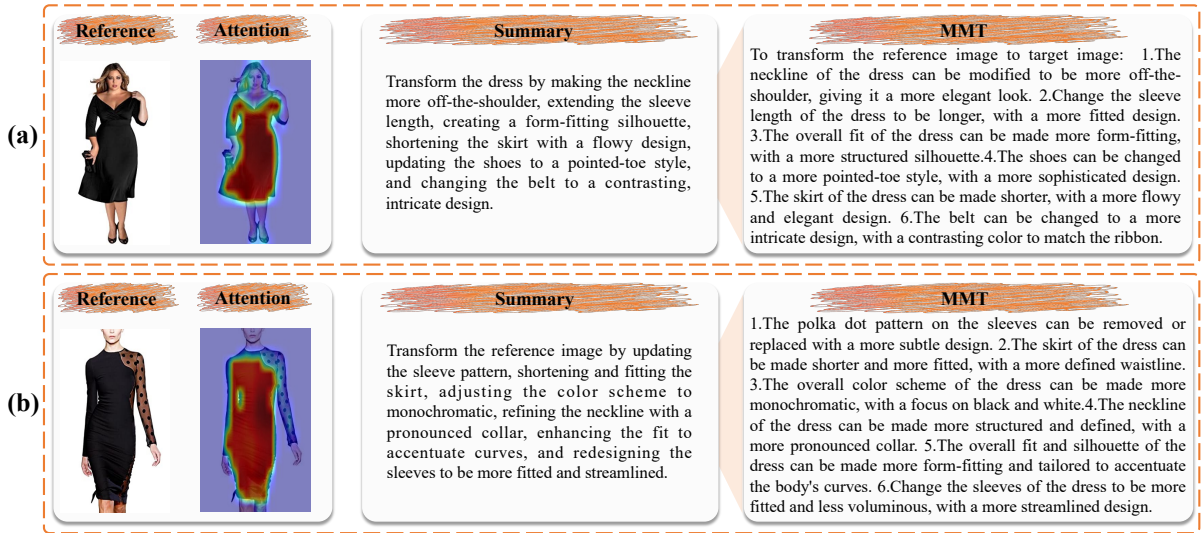 Reference
Attention
Summary
MMT
(a)
Transform the dress by making the neckline
more off-the-shoulder, extending the sleeve
length, creating a form-fitting silhouette,
shortening the skirt with a flowy design,
updating the shoes to a pointed-toe style,
and changing the belt to a contrasting,
intricate design.
To transform the reference image to target image: 1.The
neckline of the dress can be modified to be more off-the-
shoulder, giving it a more elegant look. 2.Change the sleeve
length of the dress to be longer, with a more fitted design.
3.The overall fit of the dress can be made more form-fitting,
with a more structured silhouette.4.The shoes can be changed
to a more pointed-toe style, with a more sophisticated design.
5.The skirt of the dress can be made shorter, with a more flowy
and elegant design. 6.The belt can be changed to a more
intricate design, with a contrasting color to match the ribbon.
Reference
Attention
Summary
MMT
(b)
Transform the reference image by updating
the sleeve pattern, shortening and fitting the
skirt, adjusting the color scheme to
monochromatic, refining the neckline with a
pronounced collar, enhancing the fit to
accentuate curves, and redesigning the
sleeves to be more fitted and streamlined.
1.The polka dot pattern on the sleeves can be removed or
replaced with a more subtle design. 2.The skirt of the dress can
be made shorter and more fitted, with a more defined waistline.
3.The overall color scheme of the dress can be made more
monochromatic, with a focus on black and white.4.The neckline
of the dress can be made more structured and defined, with a
more pronounced collar. 5.The overall fit and silhouette of the
dress can be made more form-fitting and tailored to accentuate
the body's curves. 6.Change the sleeves of the dress to be more
fitted and less voluminous, with a more streamlined design.